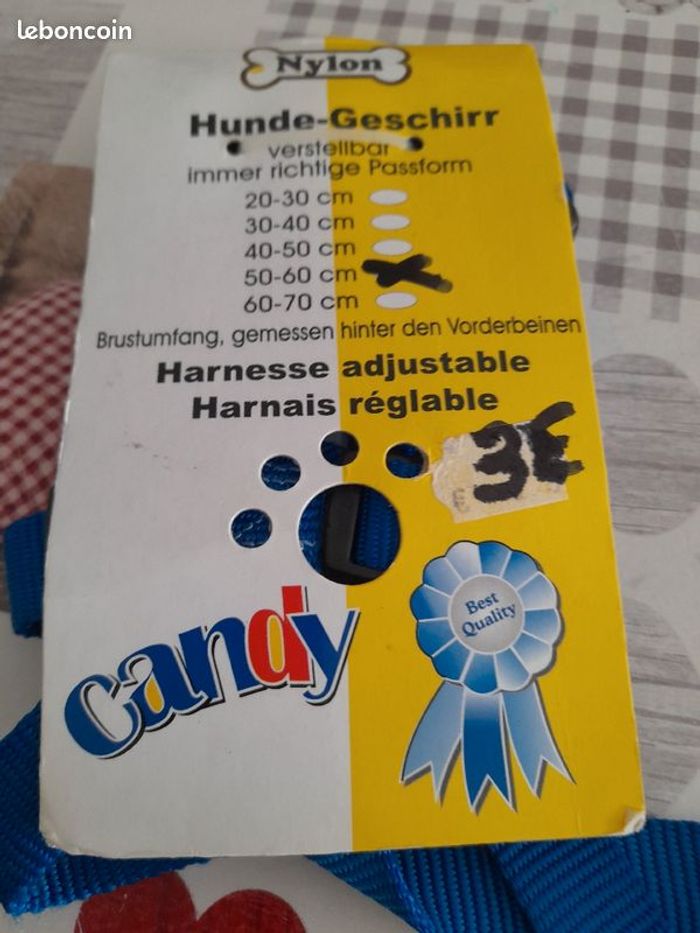 leboncoin
Nylon
Hunde-Geschirr
verstellbar
immer richtige Passform
20-30 cm
30-40 cm
40-50 cm
50-60 cm
60-70 cm
Brustumfang, gemessen hinter den Vorderbeinen
Harnesse adjustable
Harnais réglable
3€
Best
Quality
candy